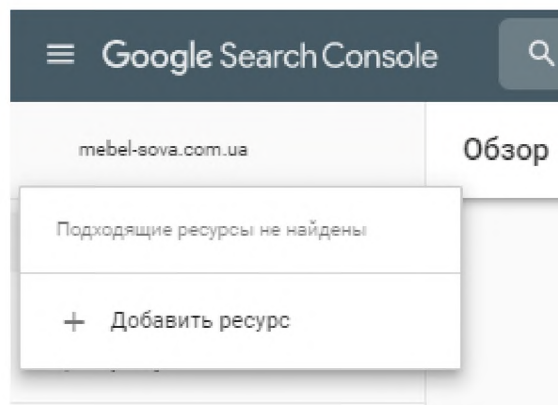 Google Search Console
mebel-sova.com.ua
Обзор
Подходящие ресурсы не найдены
+ Добавить ресурс